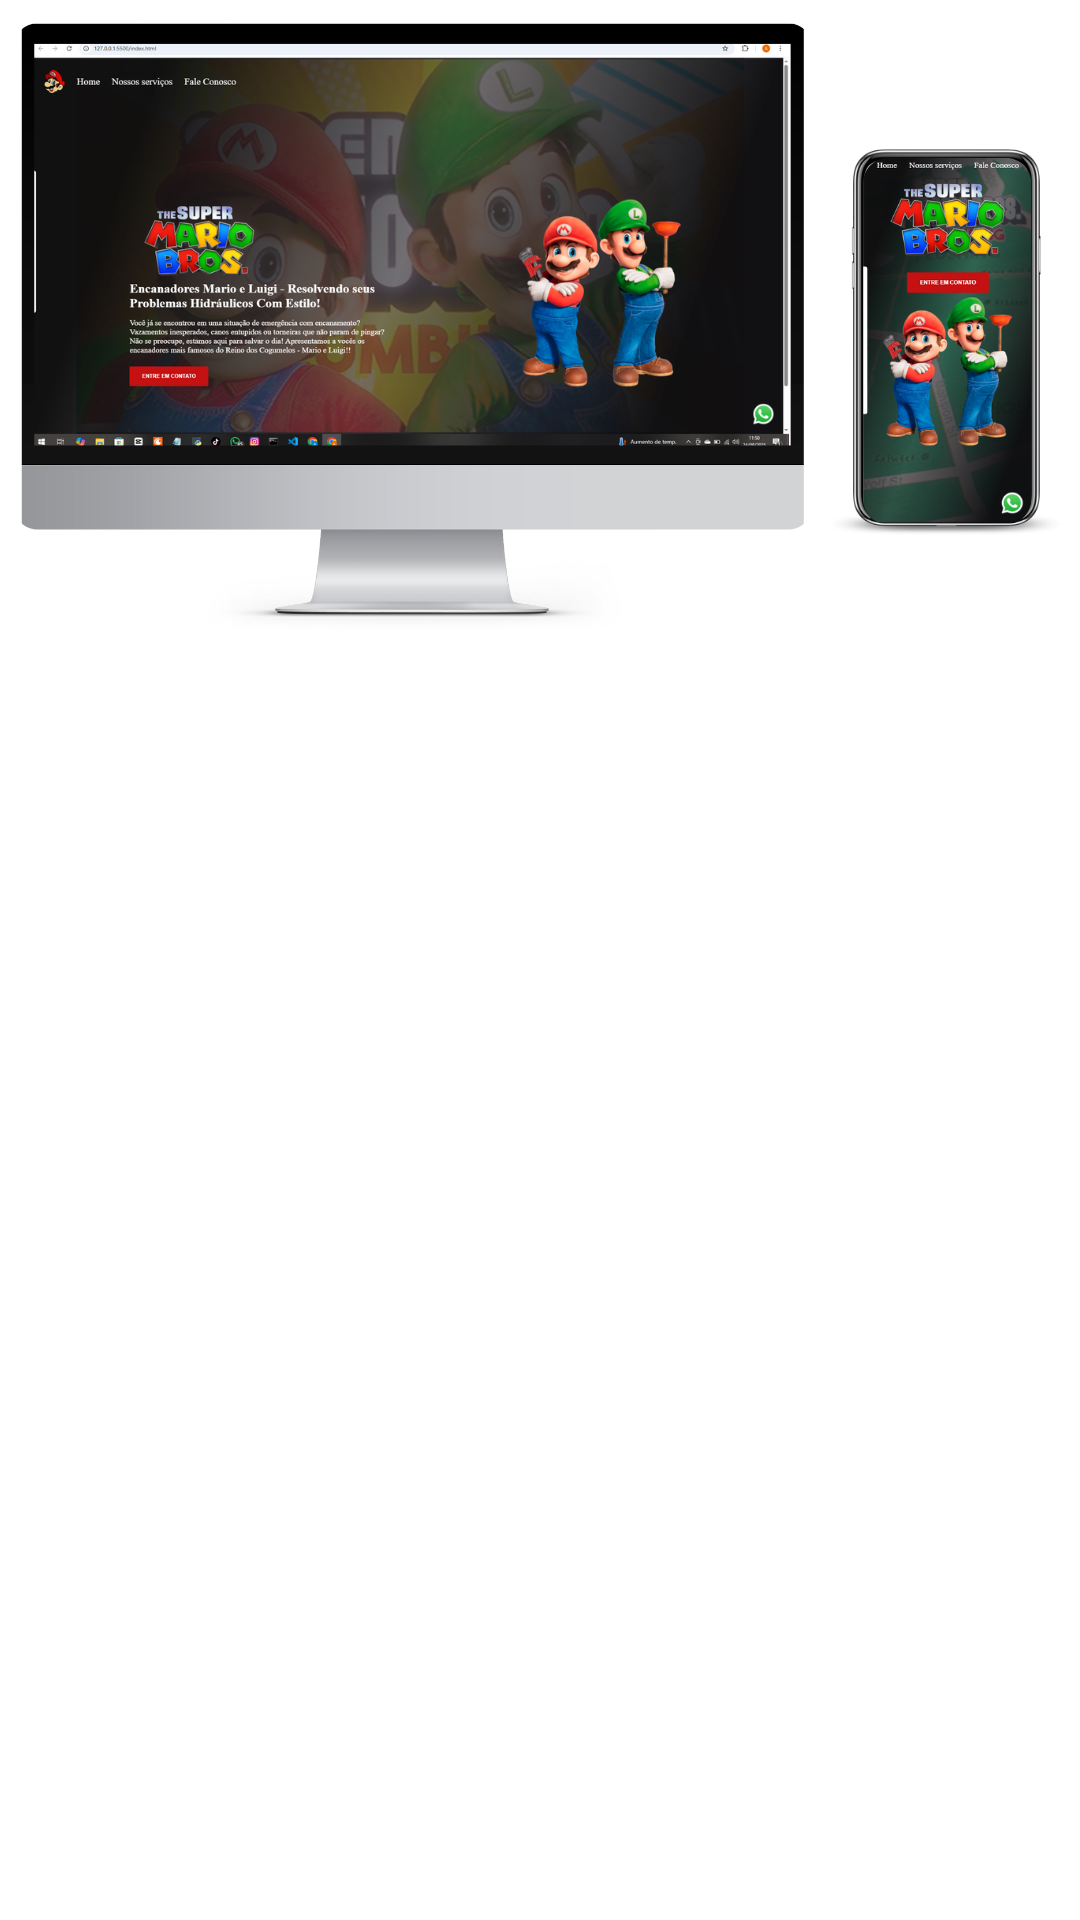 127.0.0.1:5500/index.html
Home Nossos serviços Fale Conosco
THE SUPER
MARIO
BROS.
Encanadores Mario e Luigi - Resolvendo seus
Problemas Hidráulicos Com Estilo!
Você já se encontrou em uma situação de emergência com encanamento?
Vazamentos inesperados, canos entupidos ou torneiras que não param de pingar?
Não se preocupe, estamos aqui para salvar o dia! Apresentamos a vocês os
encanadores mais famosos do Reino dos Cogumelos - Mario e Luigi!!
ENTRE EM CONTATO
Aumento de temp.
11:50
Home Nossos serviços Fale Conosco
THE SUPER
MARIO
BROS.
ENTRE EM CONTATO